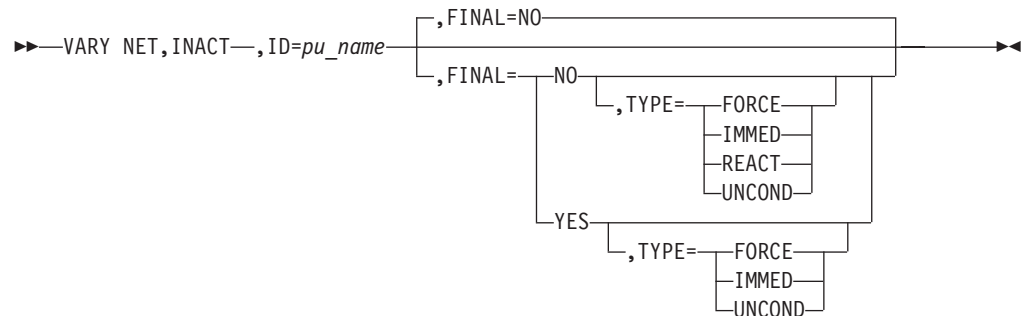 ,FINAL=NO
VARY NET,INACT ,ID=pu_name
,FINAL= NO
,TYPE= FORCE
IMMED
REACT
UNCOND
YES
,TYPE= FORCE
IMMED
UNCOND